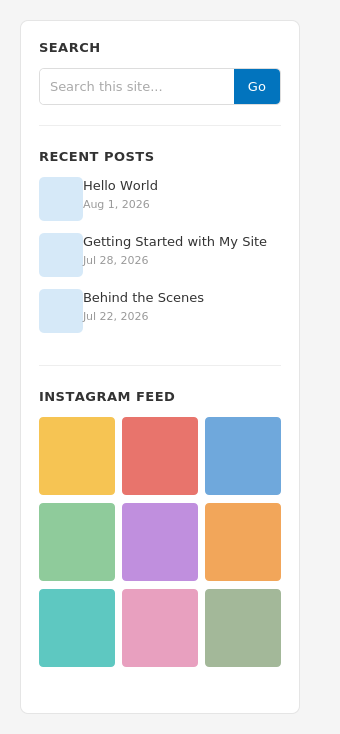 SEARCH
Search this site...
Go
RECENT POSTS
Hello World
Aug 1, 2026
Getting Started with My Site
Jul 28, 2026
Behind the Scenes
Jul 22, 2026
INSTAGRAM FEED